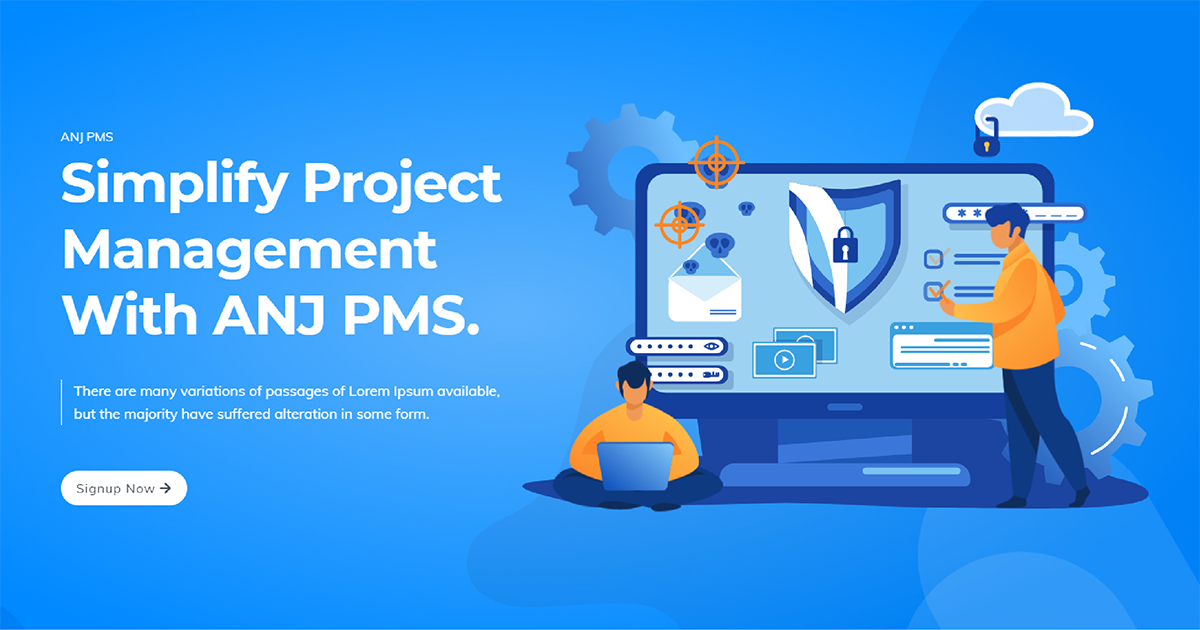 ANJ PMS
Simplify Project
Management
With ANJ PMS.
There are many variations of passages of Lorem Ipsum available,
but the majority have suffered alteration in some form.
Signup Now →